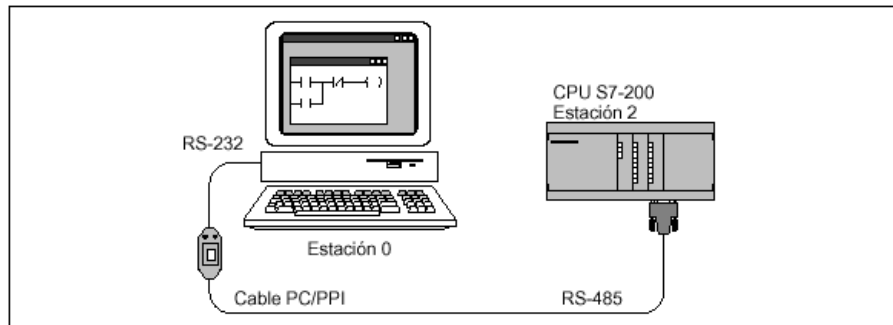 CPU S7-200
Estación 2
RS-232
Estación 0
Cable PC/PPI
RS-485